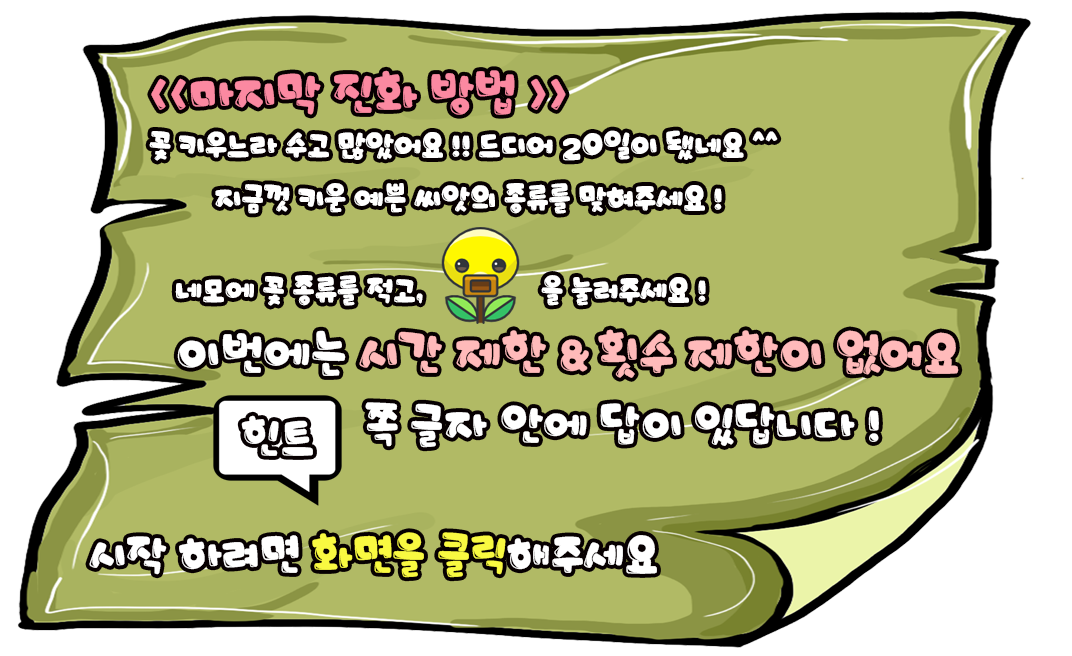 <<마지막 진화 방법 >>
꽃 키우느라 수고 많았어요 !! 드디어 20일이 됐네요 ^^
지금껏 키운 예쁜 씨앗의 종류를 맞혀주세요 !
네모에 꽃 종류를 적고, 을 눌러주세요 !
이번에는 시간 제한 & 횟수 제한이 없어요
힌트 쪽 글자 안에 답이 있답니다 !
시작 하려면 화면을 클릭해주세요